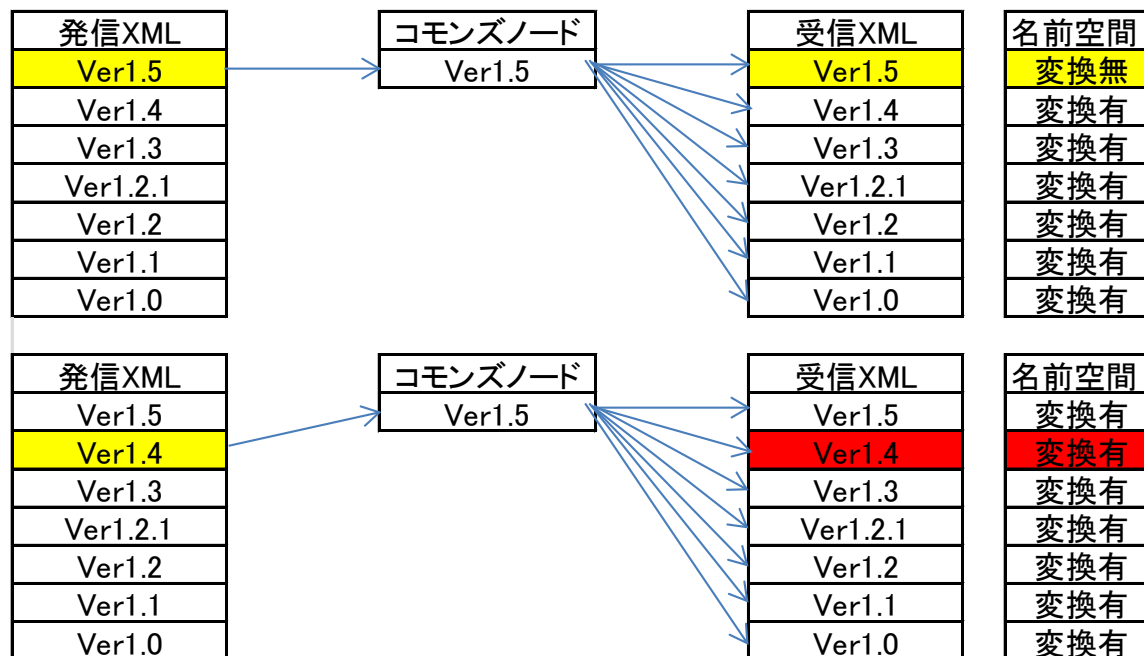 発信XML コモンズノード 受信XML 名前空間
Ver1.5 Ver1.5 Ver1.5 変換無
Ver1.4 Ver1.4 変換有
Ver1.3 Ver1.3 変換有
Ver1.2.1 Ver1.2.1 変換有
Ver1.2 Ver1.2 変換有
Ver1.1 Ver1.1 変換有
Ver1.0 Ver1.0 変換有
発信XML コモンズノード 受信XML 名前空間
Ver1.5 Ver1.5 Ver1.5 変換有
Ver1.4 Ver1.4 変換有
Ver1.3 Ver1.3 変換有
Ver1.2.1 Ver1.2.1 変換有
Ver1.2 Ver1.2 変換有
Ver1.1 Ver1.1 変換有
Ver1.0 Ver1.0 変換有